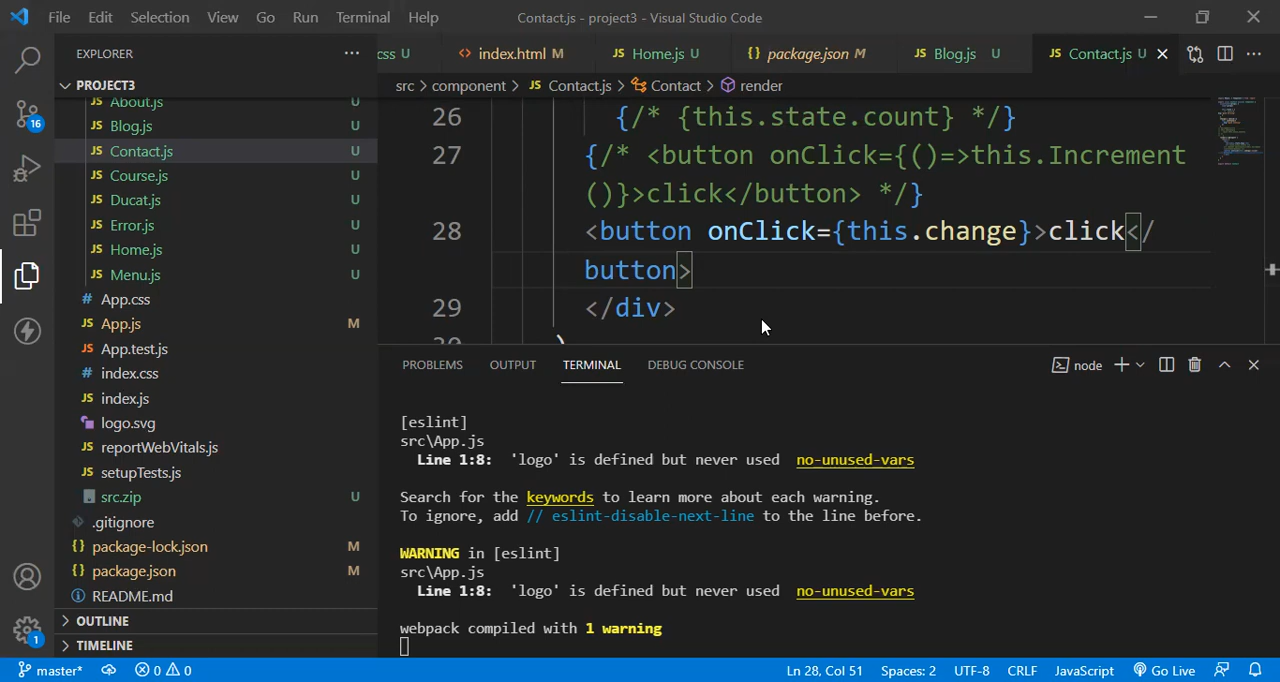 File Edit Selection View Go Run Terminal Help Contact.js - project3 - Visual Studio Code
EXPLORER
css U index.html M Home.js U package.json M Blog.js U Contact.js U
PROJECT3
src > component > Contact.js > Contact > render
About.js U
Blog.js U
Contact.js U
Course.js U
Ducat.js U
Error.js U
Home.js U
Menu.js U
App.css
App.js M
App.test.js
index.css
index.js
logo.svg
reportWebVitals.js
setupTests.js
src.zip U
.gitignore
package-lock.json M
package.json M
README.md
OUTLINE
TIMELINE
16
1
26 {/* {this.state.count} */}
27 {/* <button onClick={()=>this.Increment
()}>click</button> */}
28 <button onClick={this.change}>click</
button>
29 </div>
30 )
PROBLEMS OUTPUT TERMINAL DEBUG CONSOLE node
[eslint]
src\App.js
Line 1:8: 'logo' is defined but never used no-unused-vars
Search for the keywords to learn more about each warning.
To ignore, add // eslint-disable-next-line to the line before.
WARNING in [eslint]
src\App.js
Line 1:8: 'logo' is defined but never used no-unused-vars
webpack compiled with 1 warning
master* 0 0 Ln 28, Col 51 Spaces: 2 UTF-8 CRLF JavaScript Go Live